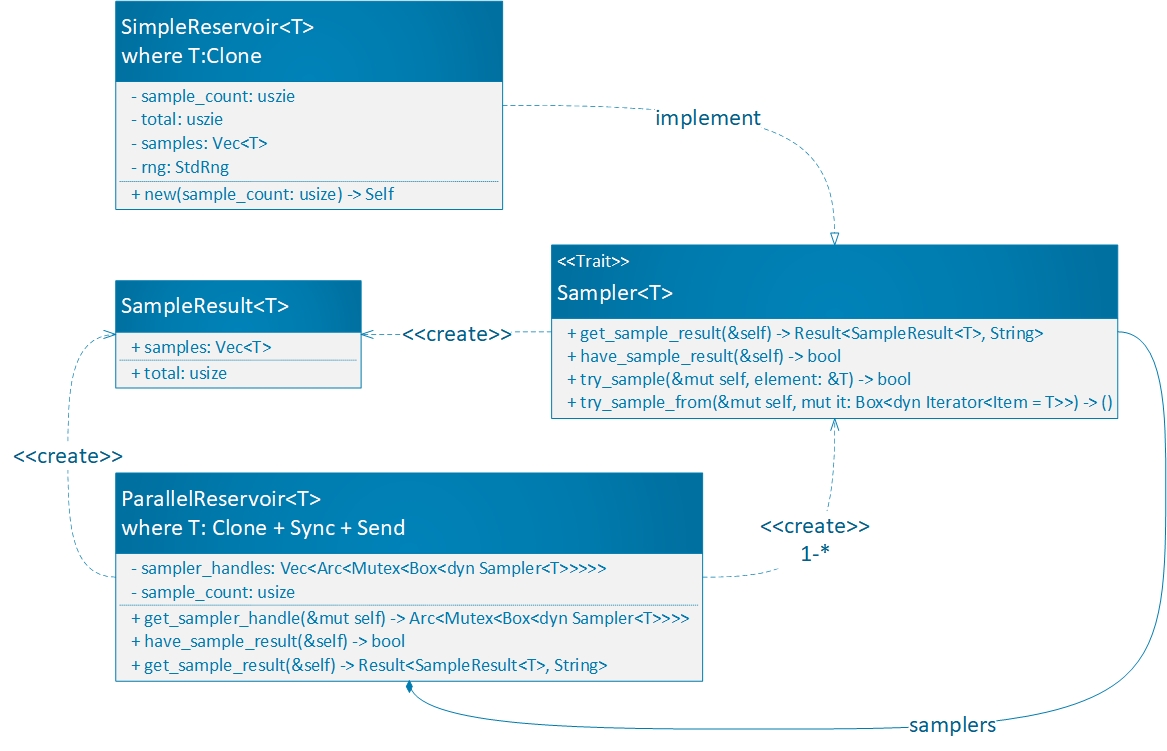 SimpleReservoir<T>
where T:Clone
- sample_count: uszie
- total: uszie
- samples: Vec<T>
- rng: StdRng
+ new(sample_count: usize) -> Self
implement
<<Trait>>
Sampler<T>
+ get_sample_result(&self) -> Result<SampleResult<T>, String>
+ have_sample_result(&self) -> bool
+ try_sample(&mut self, element: &T) -> bool
+ try_sample_from(&mut self, mut it: Box<dyn Iterator<Item = T>>) -> ()
SampleResult<T>
+ samples: Vec<T>
+ total: usize
<<create>>
<<create>>
ParallelReservoir<T>
where T: Clone + Sync + Send
- sampler_handles: Vec<Arc<Mutex<Box<dyn Sampler<T>>>>>
- sample_count: usize
+ get_sampler_handle(&mut self) -> Arc<Mutex<Box<dyn Sampler<T>>>>
+ have_sample_result(&self) -> bool
+ get_sample_result(&self) -> Result<SampleResult<T>, String>
<<create>>
1-*
samplers